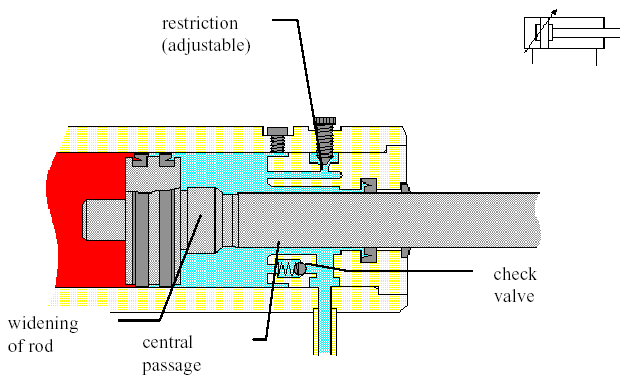 restriction
(adjustable)
check
valve
widening
of rod
central
passage